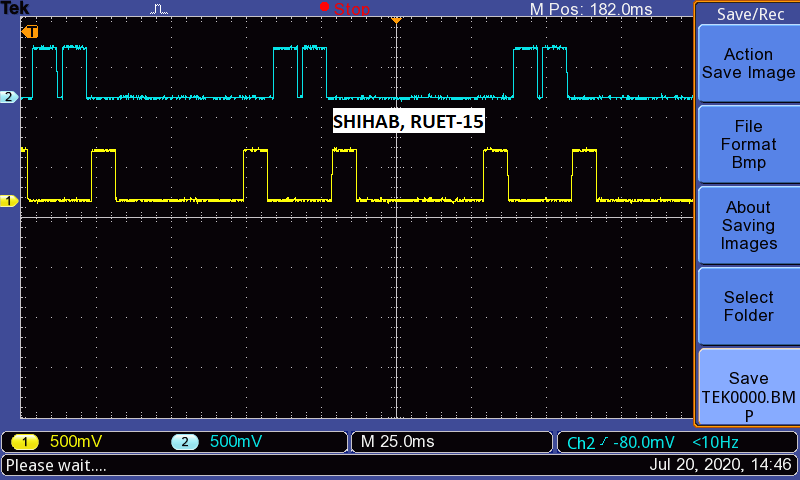 Tek
Stop
M Pos: 182.0ms
Save/Rec
T
Action
Save Image
2
SHIHAB, RUET-15
File
Format
Bmp
1
About
Saving
Images
Select
Folder
Save
TEK0000.BM
P
1 500mV
2 500mV
M 25.0ms
Ch2 -80.0mV <10Hz
Please wait....
Jul 20, 2020, 14:46